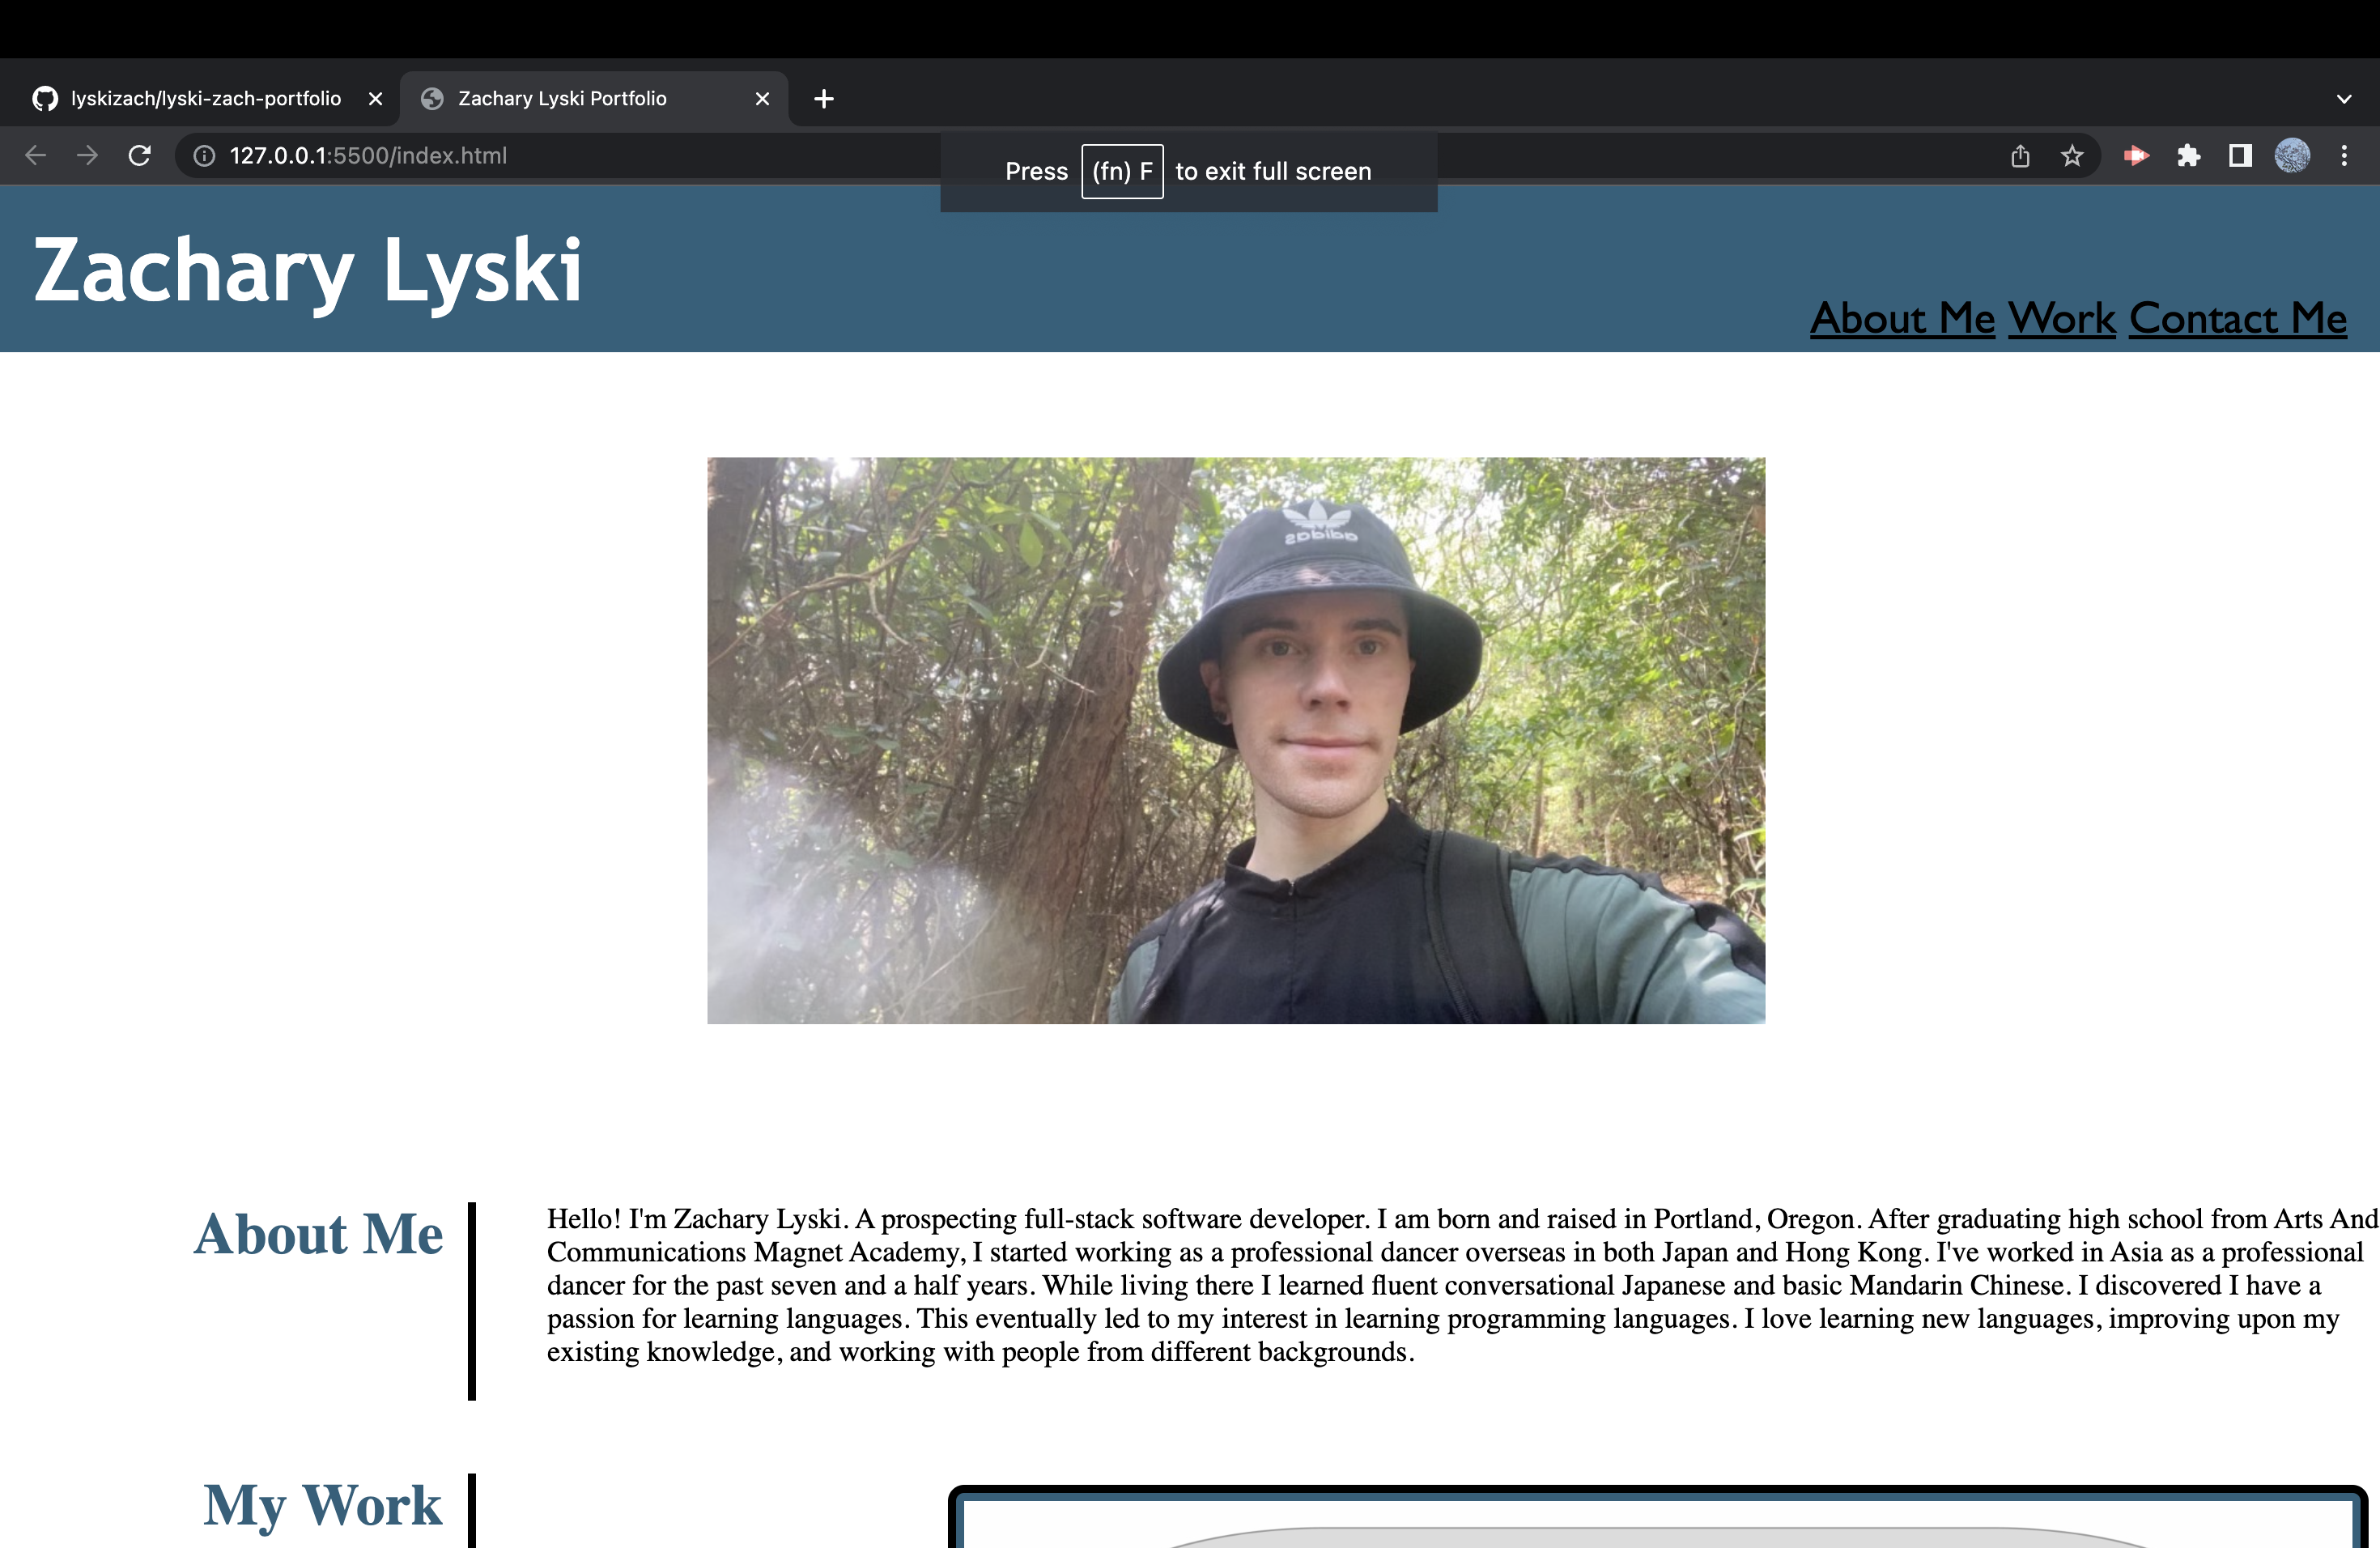 lyskizach/lyski-zach-portfolio
Zachary Lyski Portfolio
127.0.0.1:5500/index.html
Press (fn) F to exit full screen
Zachary Lyski
About Me Work Contact Me
adidas
About Me
Hello! I'm Zachary Lyski. A prospecting full-stack software developer. I am born and raised in Portland, Oregon. After graduating high school from Arts And
Communications Magnet Academy, I started working as a professional dancer overseas in both Japan and Hong Kong. I've worked in Asia as a professional
dancer for the past seven and a half years. While living there I learned fluent conversational Japanese and basic Mandarin Chinese. I discovered I have a
passion for learning languages. This eventually led to my interest in learning programming languages. I love learning new languages, improving upon my
existing knowledge, and working with people from different backgrounds.
My Work